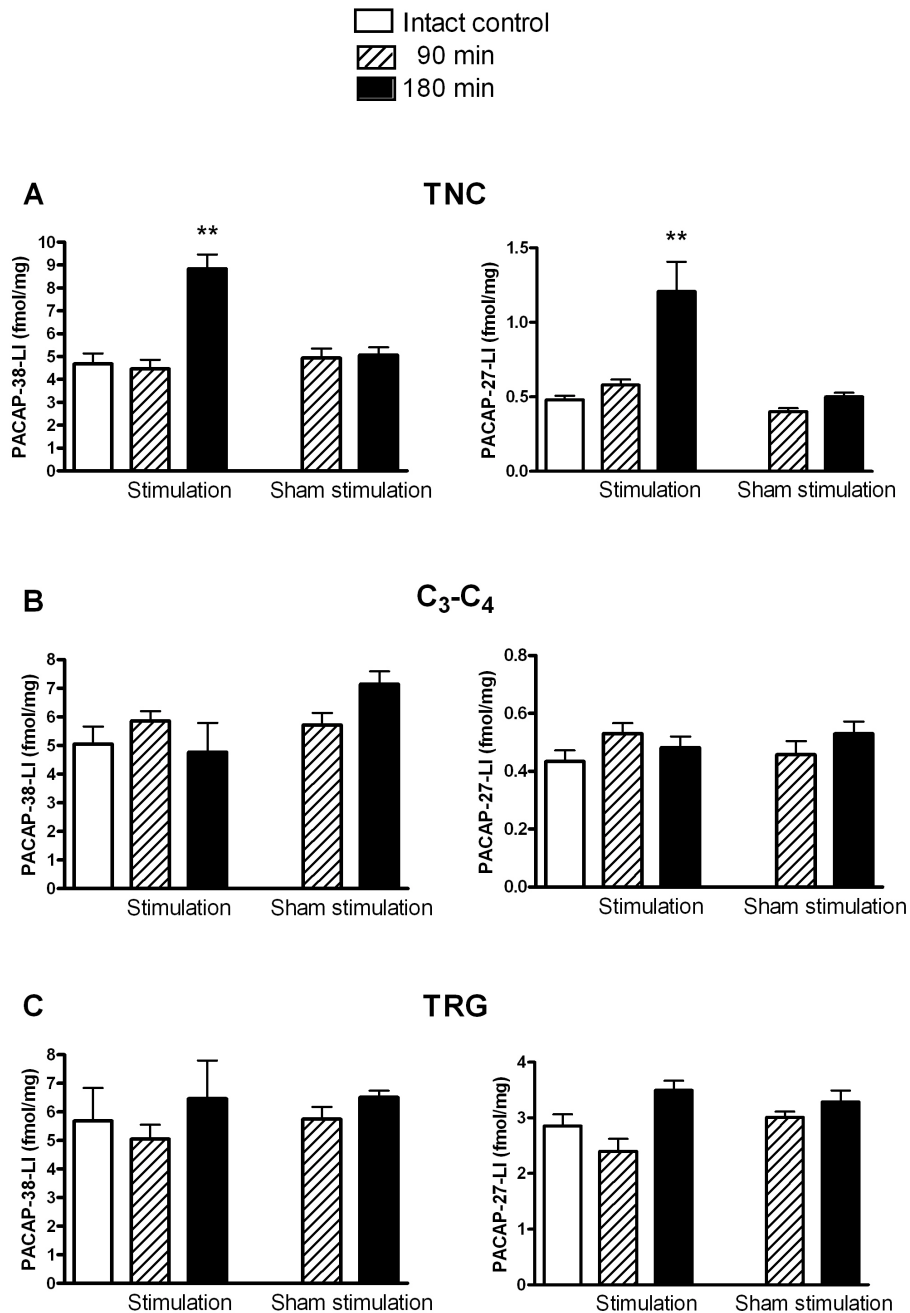 Intact control
90 min
180 min
A
TNC
PACAP-38-LI (fmol/mg)
10
9
8
7
6
5
4
3
2
1
0
**
Stimulation
Sham stimulation
PACAP-27-LI (fmol/mg)
1.5
1.0
0.5
0.0
**
Stimulation
Sham stimulation
B
C3-C4
PACAP-38-LI (fmol/mg)
8
7
6
5
4
3
2
1
0
Stimulation
Sham stimulation
PACAP-27-LI (fmol/mg)
0.8
0.6
0.4
0.2
0.0
Stimulation
Sham stimulation
C
TRG
PACAP-38-LI (fmol/mg)
8
7
6
5
4
3
2
1
0
Stimulation
Sham stimulation
PACAP-27-LI (fmol/mg)
4
3
2
1
0
Stimulation
Sham stimulation